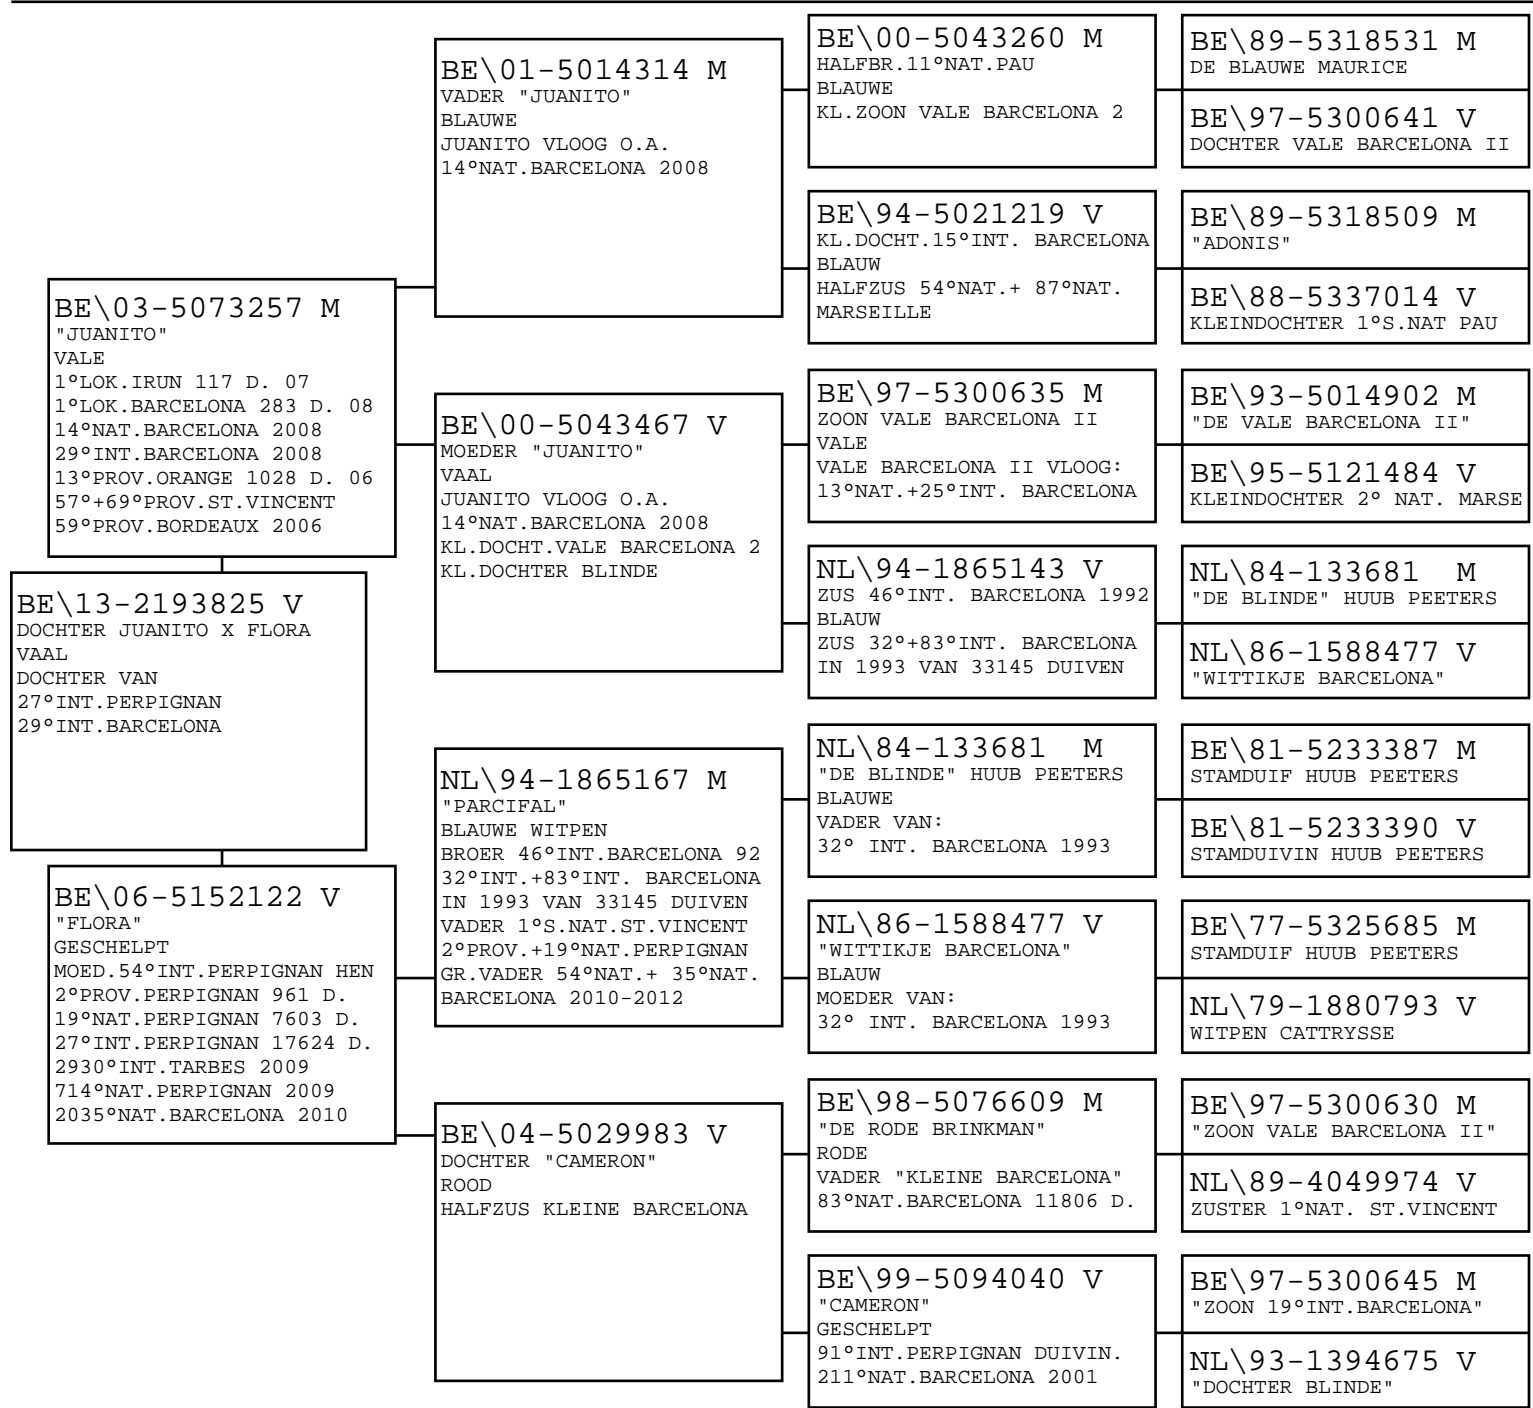 BE\13-2193825 V
DOCHTER JUANITO X FLORA
VAAL
DOCHTER VAN
27°INT.PERPIGNAN
29°INT.BARCELONA
BE\03-5073257 M
"JUANITO"
VALE
1°LOK.IRUN 117 D. 07
1°LOK.BARCELONA 283 D. 08
14°NAT.BARCELONA 2008
29°INT.BARCELONA 2008
13°PROV.ORANGE 1028 D. 06
57°+69°PROV.ST.VINCENT
59°PROV.BORDEAUX 2006
BE\06-5152122 V
"FLORA"
GESCHELPT
MOED.54°INT.PERPIGNAN HEN
2°PROV.PERPIGNAN 961 D.
19°NAT.PERPIGNAN 7603 D.
27°INT.PERPIGNAN 17624 D.
2930°INT.TARBES 2009
714°NAT.PERPIGNAN 2009
2035°NAT.BARCELONA 2010
BE\01-5014314 M
VADER "JUANITO"
BLAUWE
JUANITO VLOOG O.A.
14°NAT.BARCELONA 2008
BE\00-5043467 V
MOEDER "JUANITO"
VAAL
JUANITO VLOOG O.A.
14°NAT.BARCELONA 2008
KL.DOCHT.VALE BARCELONA 2
KL.DOCHTER BLINDE
NL\94-1865167 M
"PARCIFAL"
BLAUWE WITPEN
BROER 46°INT.BARCELONA 92
32°INT.+83°INT. BARCELONA
IN 1993 VAN 33145 DUIVEN
VADER 1°S.NAT.ST.VINCENT
2°PROV.+19°NAT.PERPIGNAN
GR.VADER 54°NAT.+ 35°NAT.
BARCELONA 2010-2012
BE\04-5029983 V
DOCHTER "CAMERON"
ROOD
HALFZUS KLEINE BARCELONA
BE\00-5043260 M
HALFBR.11°NAT.PAU
BLAUWE
KL.ZOON VALE BARCELONA 2
BE\94-5021219 V
KL.DOCHT.15°INT. BARCELONA
BLAUW
HALFZUS 54°NAT.+ 87°NAT.
MARSEILLE
BE\97-5300635 M
ZOON VALE BARCELONA II
VALE
VALE BARCELONA II VLOOG:
13°NAT.+25°INT. BARCELONA
NL\94-1865143 V
ZUS 46°INT. BARCELONA 1992
BLAUW
ZUS 32°+83°INT. BARCELONA
IN 1993 VAN 33145 DUIVEN
NL\84-133681 M
"DE BLINDE" HUUB PEETERS
BLAUWE
VADER VAN:
32° INT. BARCELONA 1993
NL\86-1588477 V
"WITTIKJE BARCELONA"
BLAUW
MOEDER VAN:
32° INT. BARCELONA 1993
BE\98-5076609 M
"DE RODE BRINKMAN"
RODE
VADER "KLEINE BARCELONA"
83°NAT.BARCELONA 11806 D.
BE\99-5094040 V
"CAMERON"
GESCHELPT
91°INT.PERPIGNAN DUIVIN.
211°NAT.BARCELONA 2001
BE\89-5318531 M
DE BLAUWE MAURICE
BE\97-5300641 V
DOCHTER VALE BARCELONA II
BE\89-5318509 M
"ADONIS"
BE\88-5337014 V
KLEINDOCHTER 1°S.NAT PAU
BE\93-5014902 M
"DE VALE BARCELONA II"
BE\95-5121484 V
KLEINDOCHTER 2° NAT. MARSE
NL\84-133681 M
"DE BLINDE" HUUB PEETERS
NL\86-1588477 V
"WITTIKJE BARCELONA"
BE\81-5233387 M
STAMDUIF HUUB PEETERS
BE\81-5233390 V
STAMDUIVIN HUUB PEETERS
BE\77-5325685 M
STAMDUIF HUUB PEETERS
NL\79-1880793 V
WITPEN CATTRYSSE
BE\97-5300630 M
"ZOON VALE BARCELONA II"
NL\89-4049974 V
ZUSTER 1°NAT. ST.VINCENT
BE\97-5300645 M
"ZOON 19°INT.BARCELONA"
NL\93-1394675 V
"DOCHTER BLINDE"